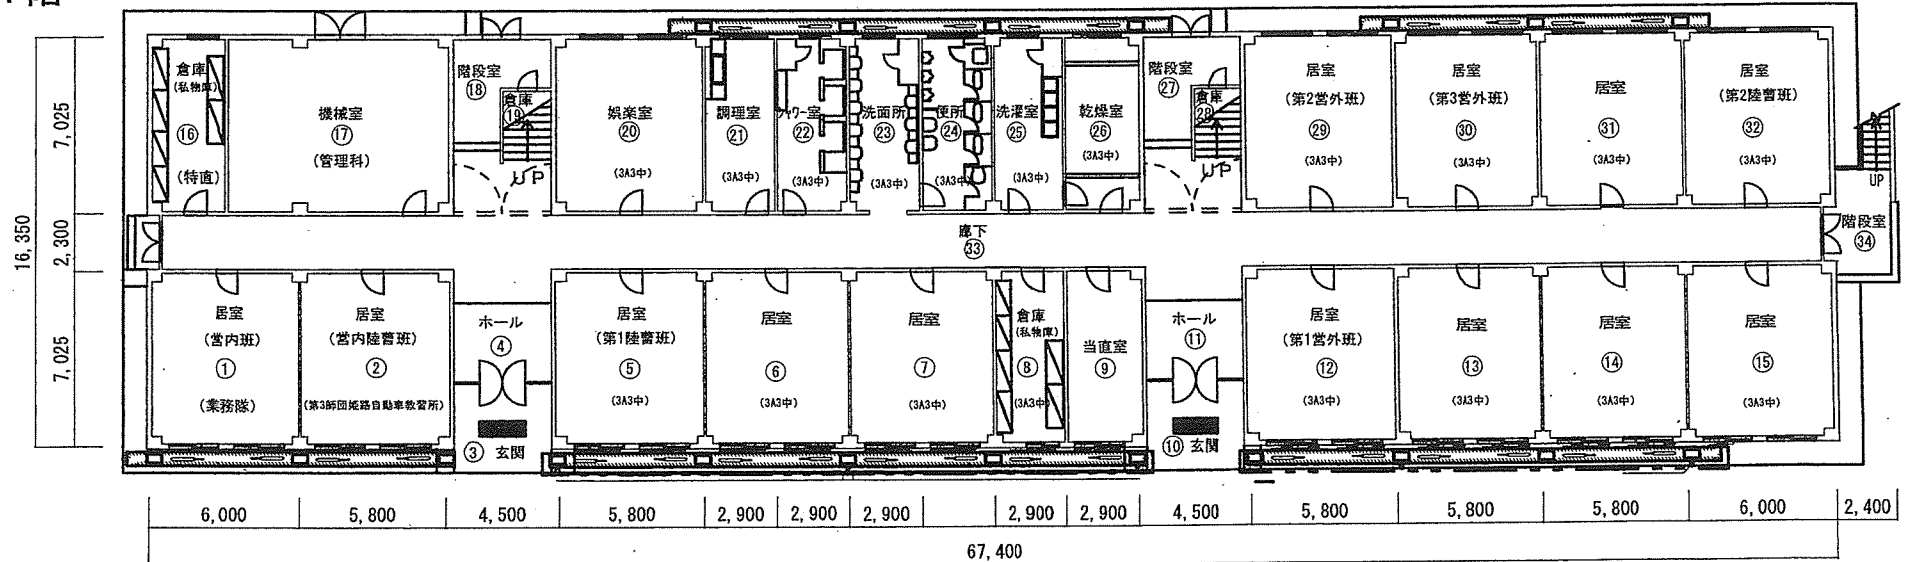 階
倉庫
(私物庫)
⑯
(特直)
機械室
⑰
(管理科)
階段室
⑱
倉庫
⑲
UP
娯楽室
⑳
(3A3中)
調理室
㉑
(3A3中)
シャワー室
㉒
(3A3中)
洗面所
㉓
(3A3中)
便所
㉔
(3A3中)
洗濯室
㉕
(3A3中)
乾燥室
㉖
(3A3中)
階段室
㉗
倉庫
㉘
UP
居室
(第2営外班)
㉙
(3A3中)
居室
(第3営外班)
㉚
(3A3中)
居室
㉛
(3A3中)
居室
(第2陸曹班)
㉜
(3A3中)
UP
階段室
㉞
廊下
㉝
居室
(営内班)
①
(業務隊)
居室
(営内陸曹班)
②
(第3師団姫路自動車教習所)
ホール
④
③ 玄関
居室
(第1陸曹班)
⑤
(3A3中)
居室
⑥
(3A3中)
居室
⑦
(3A3中)
倉庫
(私物庫)
⑧
(3A3中)
当直室
⑨
ホール
⑪
⑩ 玄関
居室
(第1営外班)
⑫
(3A3中)
居室
⑬
(3A3中)
居室
⑭
(3A3中)
居室
⑮
(3A3中)
16,350
7,025
2,300
7,025
6,000 5,800 4,500 5,800 2,900 2,900 2,900 2,900 2,900 4,500 5,800 5,800 5,800 6,000 2,400
67,400